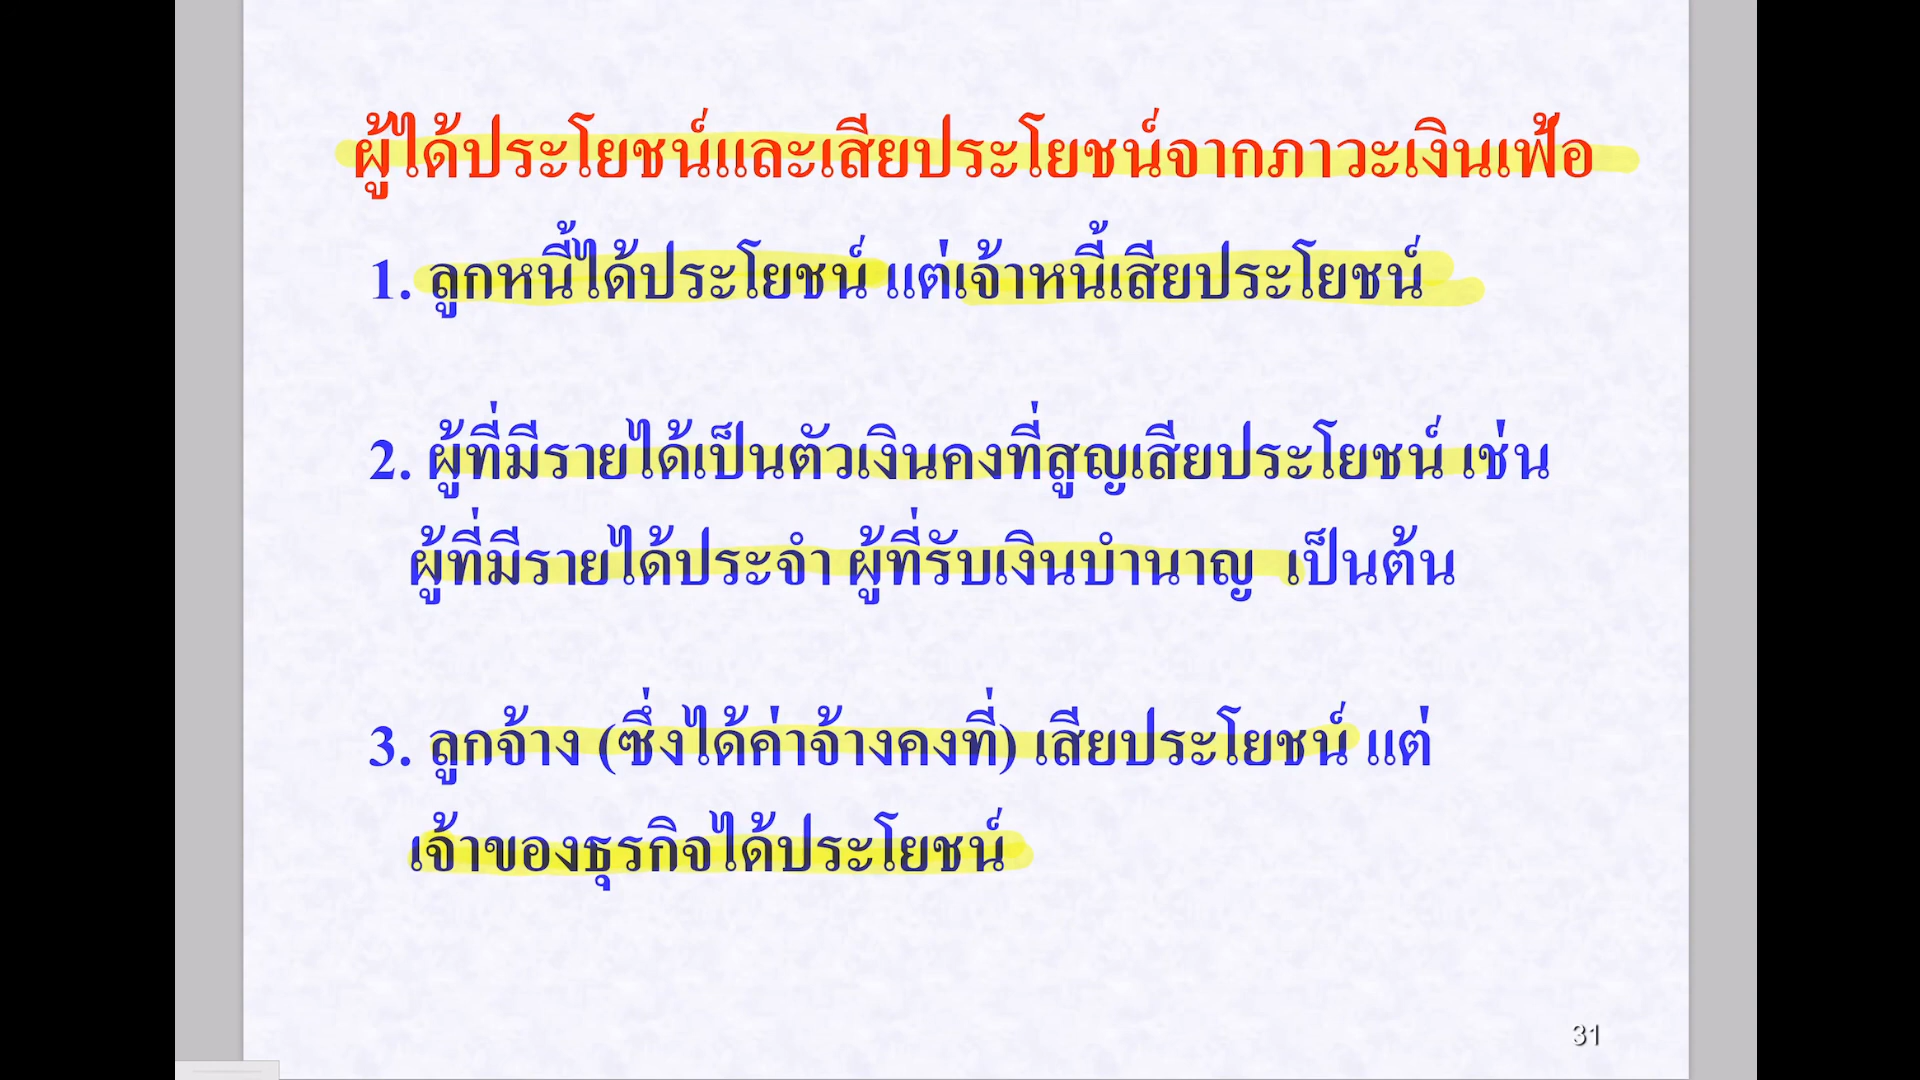 ผู้ได้ประโยชน์และเสียประโยชน์จากภาวะเงินเฟ้อ
1. ลูกหนี้ได้ประโยชน์ แต่เจ้าหนี้เสียประโยชน์
2. ผู้ที่มีรายได้เป็นตัวเงินคงที่สูญเสียประโยชน์ เช่น
ผู้ที่มีรายได้ประจำ ผู้ที่รับเงินบำนาญ เป็นต้น
3. ลูกจ้าง (ซึ่งได้ค่าจ้างคงที่) เสียประโยชน์ แต่
เจ้าของธุรกิจได้ประโยชน์
31